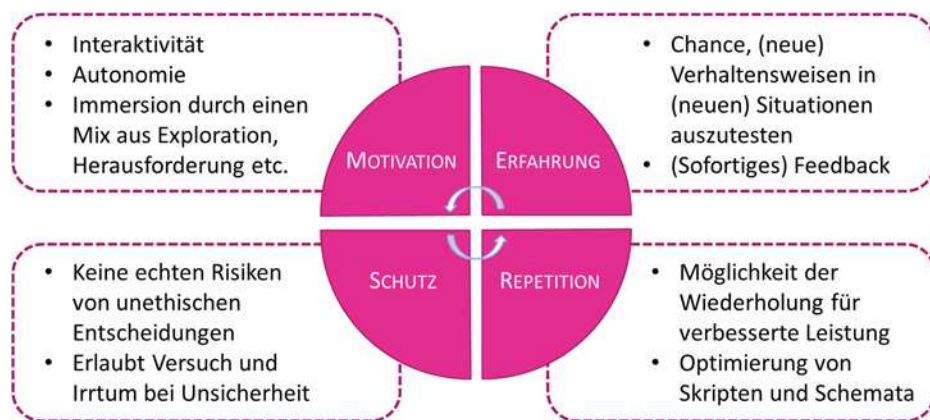 • Interaktivität
• Autonomie
• Immersion durch einen
Mix aus Exploration,
Herausforderung etc.
• Chance, (neue)
Verhaltensweisen in
(neuen) Situationen
auszutesten
• (Sofortiges) Feedback
MOTIVATION
ERFAHRUNG
SCHUTZ
REPETITION
• Keine echten Risiken
von unethischen
Entscheidungen
• Erlaubt Versuch und
Irrtum bei Unsicherheit
• Möglichkeit der
Wiederholung für
verbesserte Leistung
• Optimierung von
Skripten und Schemata